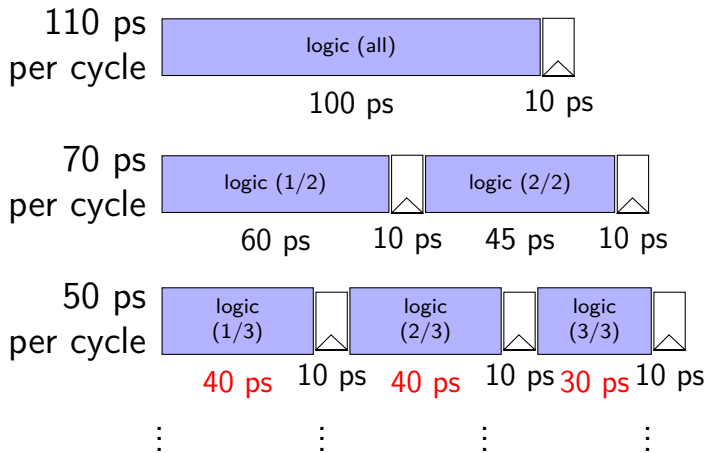 110 ps
per cycle
logic (all)
100 ps
10 ps
70 ps
per cycle
logic (1/2)
logic (2/2)
60 ps
10 ps
45 ps
10 ps
50 ps
per cycle
logic
(1/3)
logic
(2/3)
logic
(3/3)
40 ps
10 ps
40 ps
10 ps
30 ps
10 ps